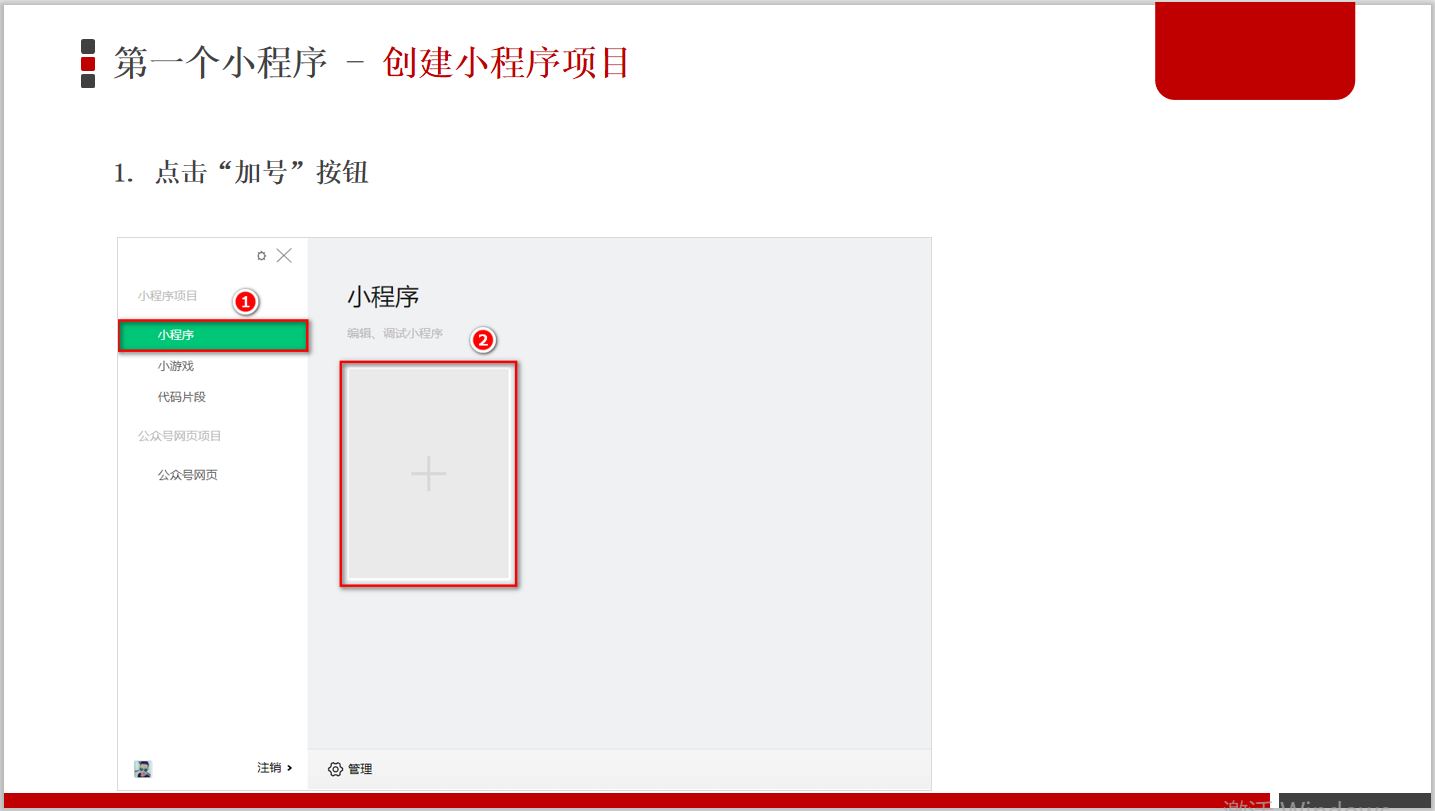 第一个小程序 - 创建小程序项目
1. 点击“加号”按钮
小程序项目
1
小程序
小游戏
代码片段
公众号网页项目
公众号网页
注销
小程序
编辑、调试小程序
2
管理
激活 Windows